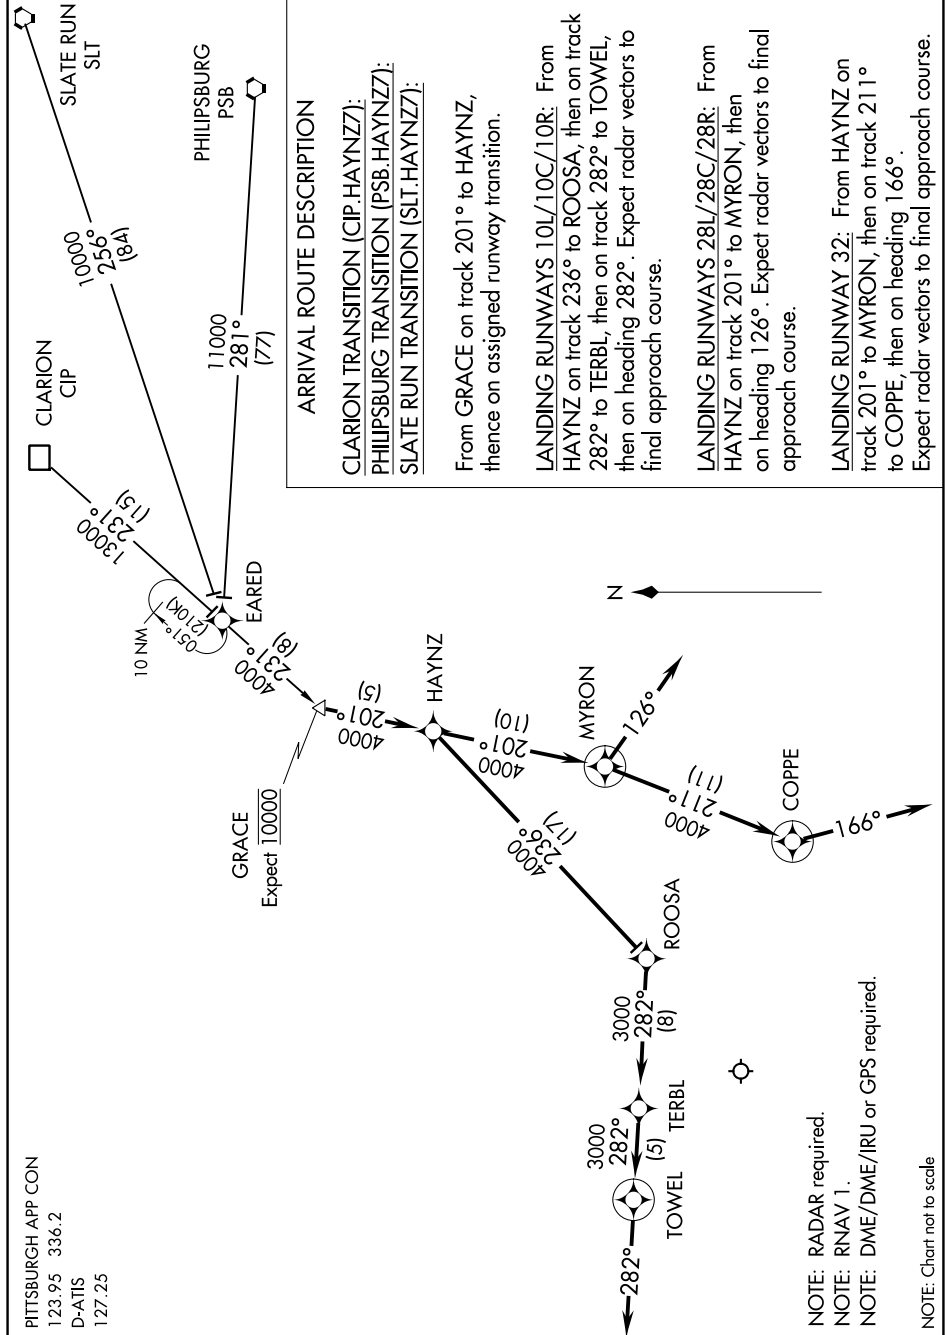 PITTSBURGH APP CON
123.95 336.2
D-ATIS
127.25
SLATE RUN
SLT
10000
256°
(84)
PHILIPSBURG
PSB
11000
281°
(77)
CLARION
CIP
13000
231°
(15)
10 NM
051°
(210K)
EARED
4000
231°
(8)
GRACE
Expect 10000
4000
201°
(5)
HAYNZ
4000
201°
(10)
MYRON
126°
4000
211°
(11)
COPPE
166°
4000
236°
(17)
ROOSA
3000
282°
(8)
TERBL
3000
282°
(5)
TOWEL
282°
N
ARRIVAL ROUTE DESCRIPTION
CLARION TRANSITION (CIP.HAYNZ7):
PHILIPSBURG TRANSITION (PSB.HAYNZ7):
SLATE RUN TRANSITION (SLT.HAYNZ7):
From GRACE on track 201° to HAYNZ,
thence on assigned runway transition.
LANDING RUNWAYS 10L/10C/10R: From
HAYNZ on track 236° to ROOSA, then on track
282° to TERBL, then on track 282° to TOWEL,
then on heading 282°. Expect radar vectors to
final approach course.
LANDING RUNWAYS 28L/28C/28R: From
HAYNZ on track 201° to MYRON, then
on heading 126°. Expect radar vectors to final
approach course.
LANDING RUNWAY 32: From HAYNZ on
track 201° to MYRON, then on track 211°
to COPPE, then on heading 166°.
Expect radar vectors to final approach course.
NOTE: RADAR required.
NOTE: RNAV 1.
NOTE: DME/DME/IRU or GPS required.
NOTE: Chart not to scale